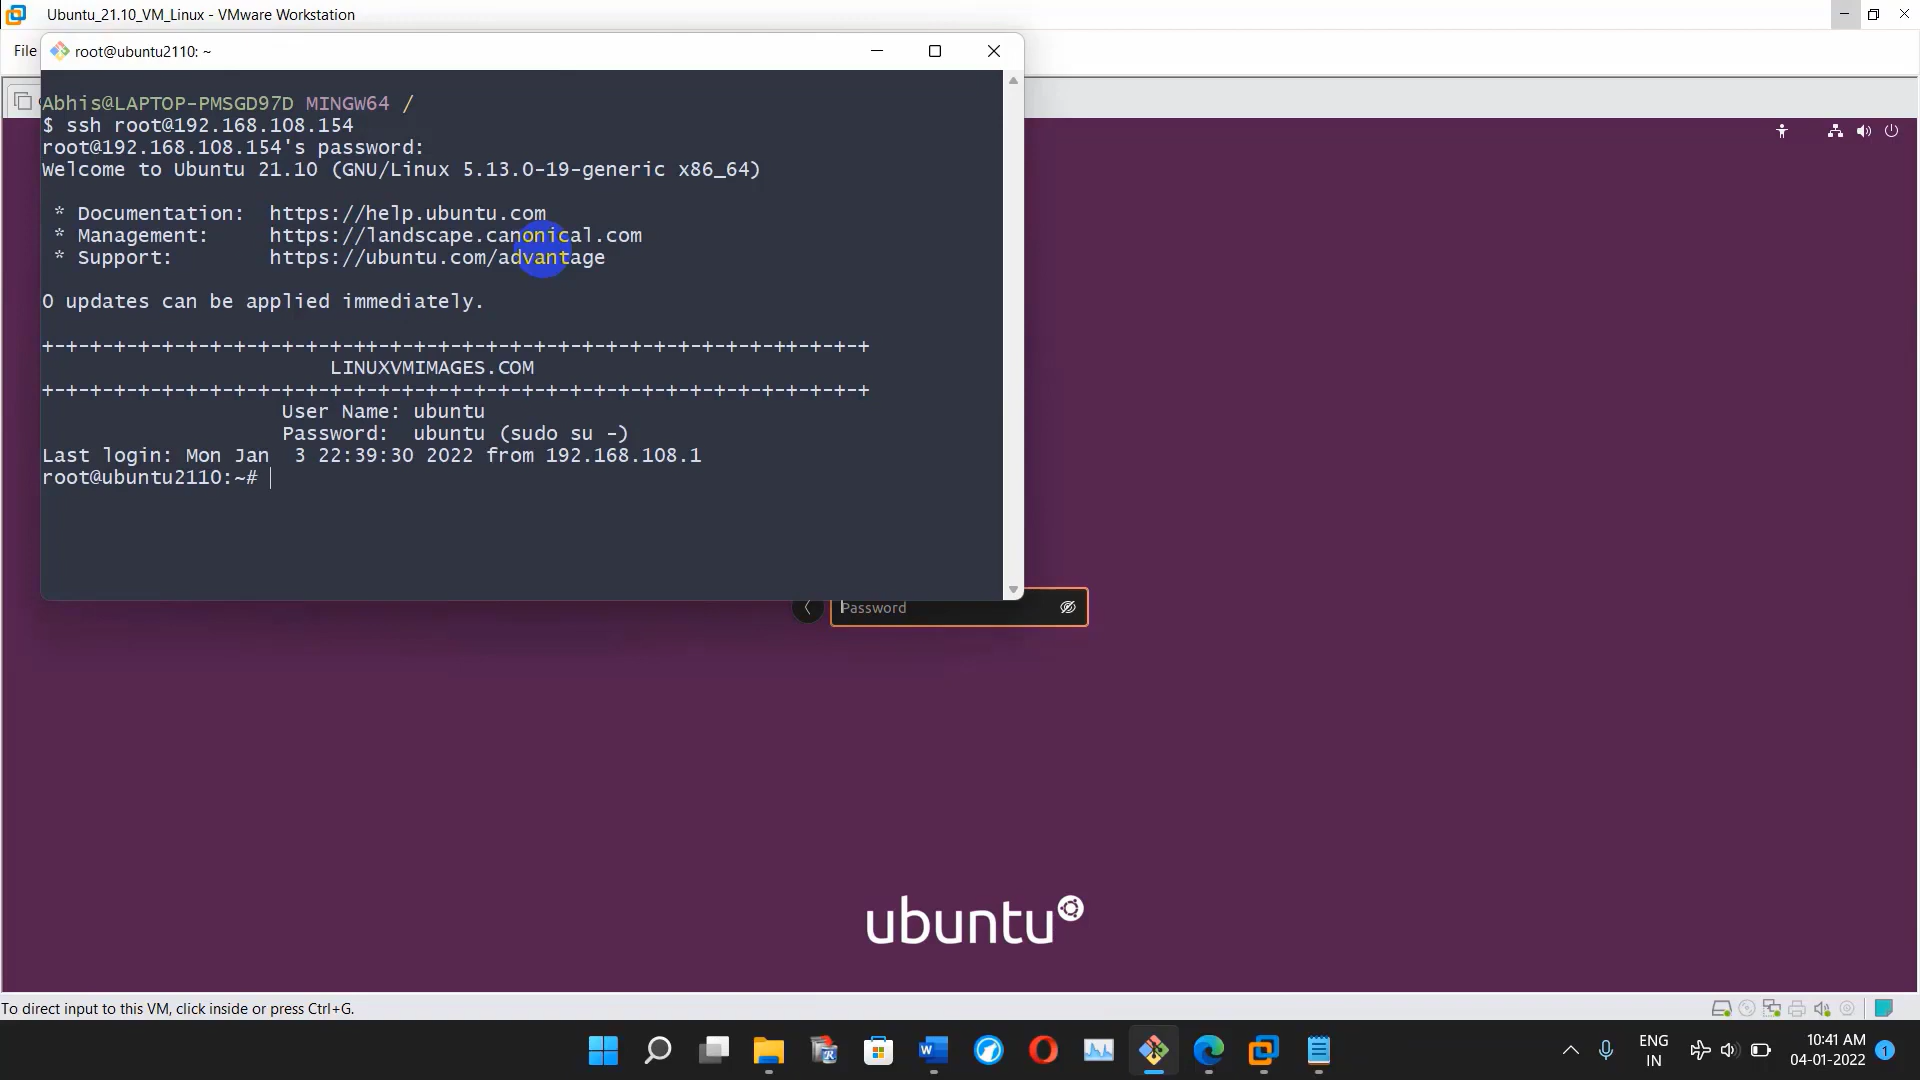 Ubuntu_21.10_VM_Linux - VMware Workstation
File
root@ubuntu2110: ~
Abhis@LAPTOP-PMSGD97D MINGW64 /
$ ssh root@192.168.108.154
root@192.168.108.154's password:
Welcome to Ubuntu 21.10 (GNU/Linux 5.13.0-19-generic x86_64)
* Documentation: https://help.ubuntu.com
* Management: https://landscape.canonical.com
* Support: https://ubuntu.com/advantage
0 updates can be applied immediately.
+-+-+-+-+-+-+-+-+-+-+-+-+-++-+-+-+-+-+-+-+-+-+-+-+-+-+-+-+-+-++-+-+-+
LINUXVMIMAGES.COM
+-+-+-+-+-+-+-+-+-+-+-+-+-++-+-+-+-+-+-+-+-+-+-+-+-+-+-+-+-+-++-+-+-+
User Name: ubuntu
Password: ubuntu (sudo su -)
Last login: Mon Jan 3 22:39:30 2022 from 192.168.108.1
root@ubuntu2110:~#
Password
ubuntu
To direct input to this VM, click inside or press Ctrl+G.
ENG
IN
10:41 AM
04-01-2022
1